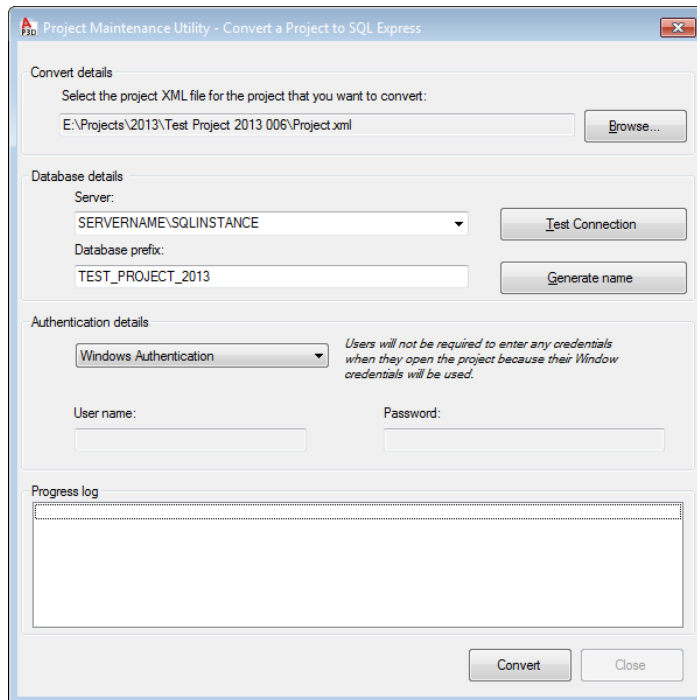 A
P3D
Project Maintenance Utility - Convert a Project to SQL Express
Convert details
Select the project XML file for the project that you want to convert:
E:\Projects\2013\Test Project 2013 006\Project.xml
Browse...
Database details
Server:
SERVERNAME\SQLINSTANCE
Test Connection
Database prefix:
TEST_PROJECT_2013
Generate name
Authentication details
Windows Authentication
Users will not be required to enter any credentials
when they open the project because their Window
credentials will be used.
User name:
Password:
Progress log
Convert
Close